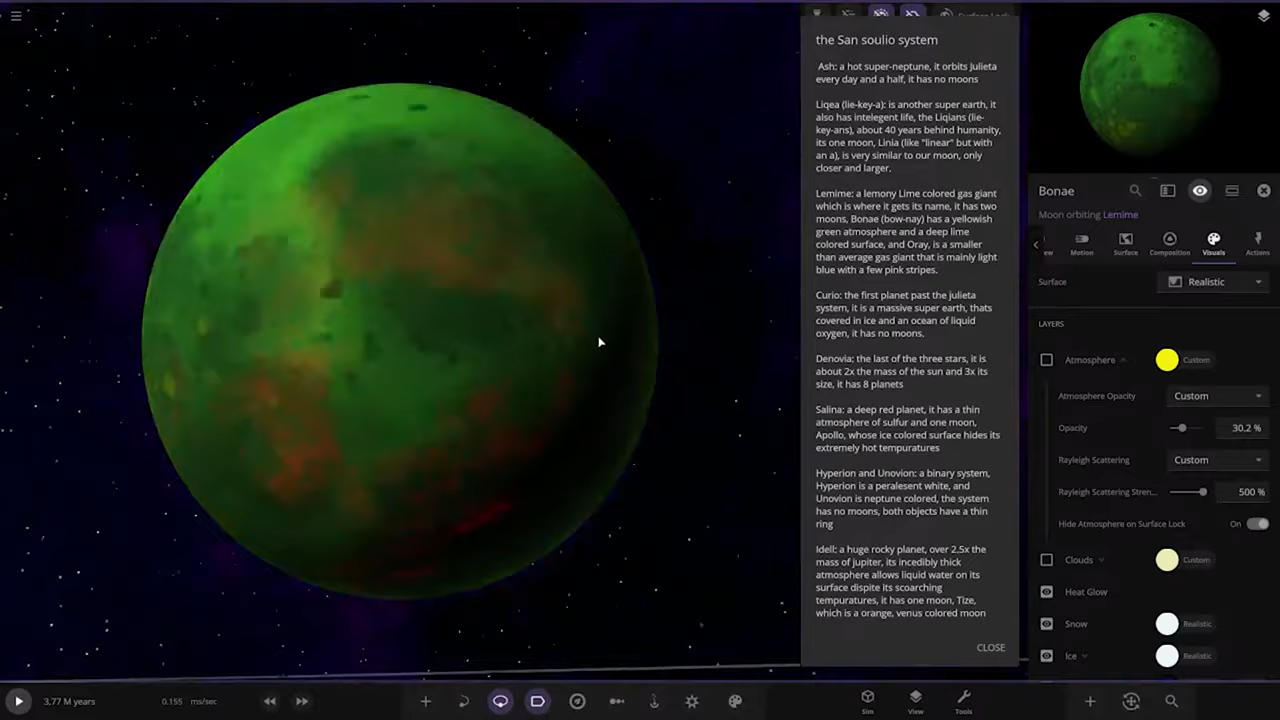 the San soulio system
Ash: a hot super-neptune, it orbits Julieta
every day and a half, it has no moons
Liqea (lie-key-a): is another super earth, it
also has intelegent life, the Liqians (lie-
key-ans), about 40 years behind humanity,
its one moon, Linia (like "linear" but with
an a), is very similar to our moon, only
closer and larger.
Lemime: a lemony Lime colored gas giant
which is where it gets its name, it has two
moons, Bonae (bow-nay) has a yellowish
green atmosphere and a deep lime
colored surface, and Oray, is a smaller
than average gas giant that is mainly light
blue with a few pink stripes.
Curio: the first planet past the julieta
system, it is a massive super earth, thats
covered in ice and an ocean of liquid
oxygen, it has no moons.
Denovia; the last of the three stars, it is
about 2x the mass of the sun and 3x its
size, it has 8 planets
Salina: a deep red planet, it has a thin
atmosphere of sulfur and one moon,
Apollo, whose ice colored surface hides its
extremely hot tempuratures
Hyperion and Unovion: a binary system,
Hyperion is a peralesent white, and
Unovion is neptune colored, the system
has no moons, both objects have a thin
ring
Idell: a huge rocky planet, over 2,5x the
mass of jupiter, its incedibly thick
atmosphere allows liquid water on its
surface dispite its scoarching
tempuratures, it has one moon, Tize,
which is a orange, venus colored moon
CLOSE
Bonae
Moon orbiting Lemime
ew Motion Surface Composition Visuals Actions
Surface Realistic
LAYERS
Atmosphere Custom
Atmosphere Opacity Custom
Opacity 30.2 %
Rayleigh Scattering Custom
Rayleigh Scattering Stren... 500 %
Hide Atmosphere on Surface Lock On
Clouds Custom
Heat Glow
Snow Realistic
Ice Realistic
3.77 M years 0.155 ms/sec Sim View Tools